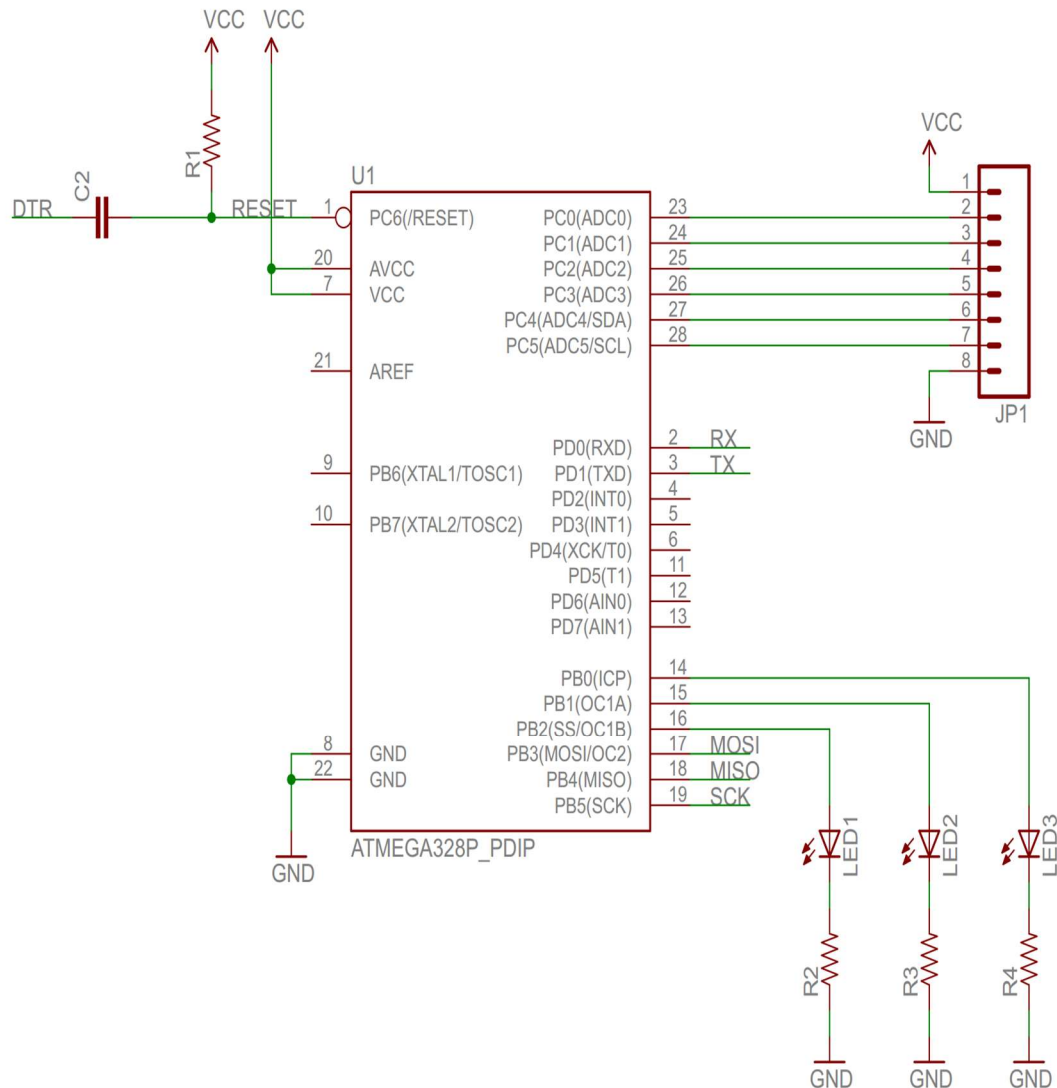 VCC VCC
R1
C2
DTR
RESET
U1
1 PC6(/RESET)
20 AVCC
7 VCC
21 AREF
9 PB6(XTAL1/TOSC1)
10 PB7(XTAL2/TOSC2)
8 GND
22 GND
GND
PC0(ADC0) 23
PC1(ADC1) 24
PC2(ADC2) 25
PC3(ADC3) 26
PC4(ADC4/SDA) 27
PC5(ADC5/SCL) 28
PD0(RXD) 2 RX
PD1(TXD) 3 TX
PD2(INT0) 4
PD3(INT1) 5
PD4(XCK/T0) 6
PD5(T1) 11
PD6(AIN0) 12
PD7(AIN1) 13
PB0(ICP) 14
PB1(OC1A) 15
PB2(SS/OC1B) 16
PB3(MOSI/OC2) 17 MOSI
PB4(MISO) 18 MISO
PB5(SCK) 19 SCK
ATMEGA328P_PDIP
VCC
1
2
3
4
5
6
7
8
JP1
GND
LED1 LED2 LED3
R2 R3 R4
GND GND GND